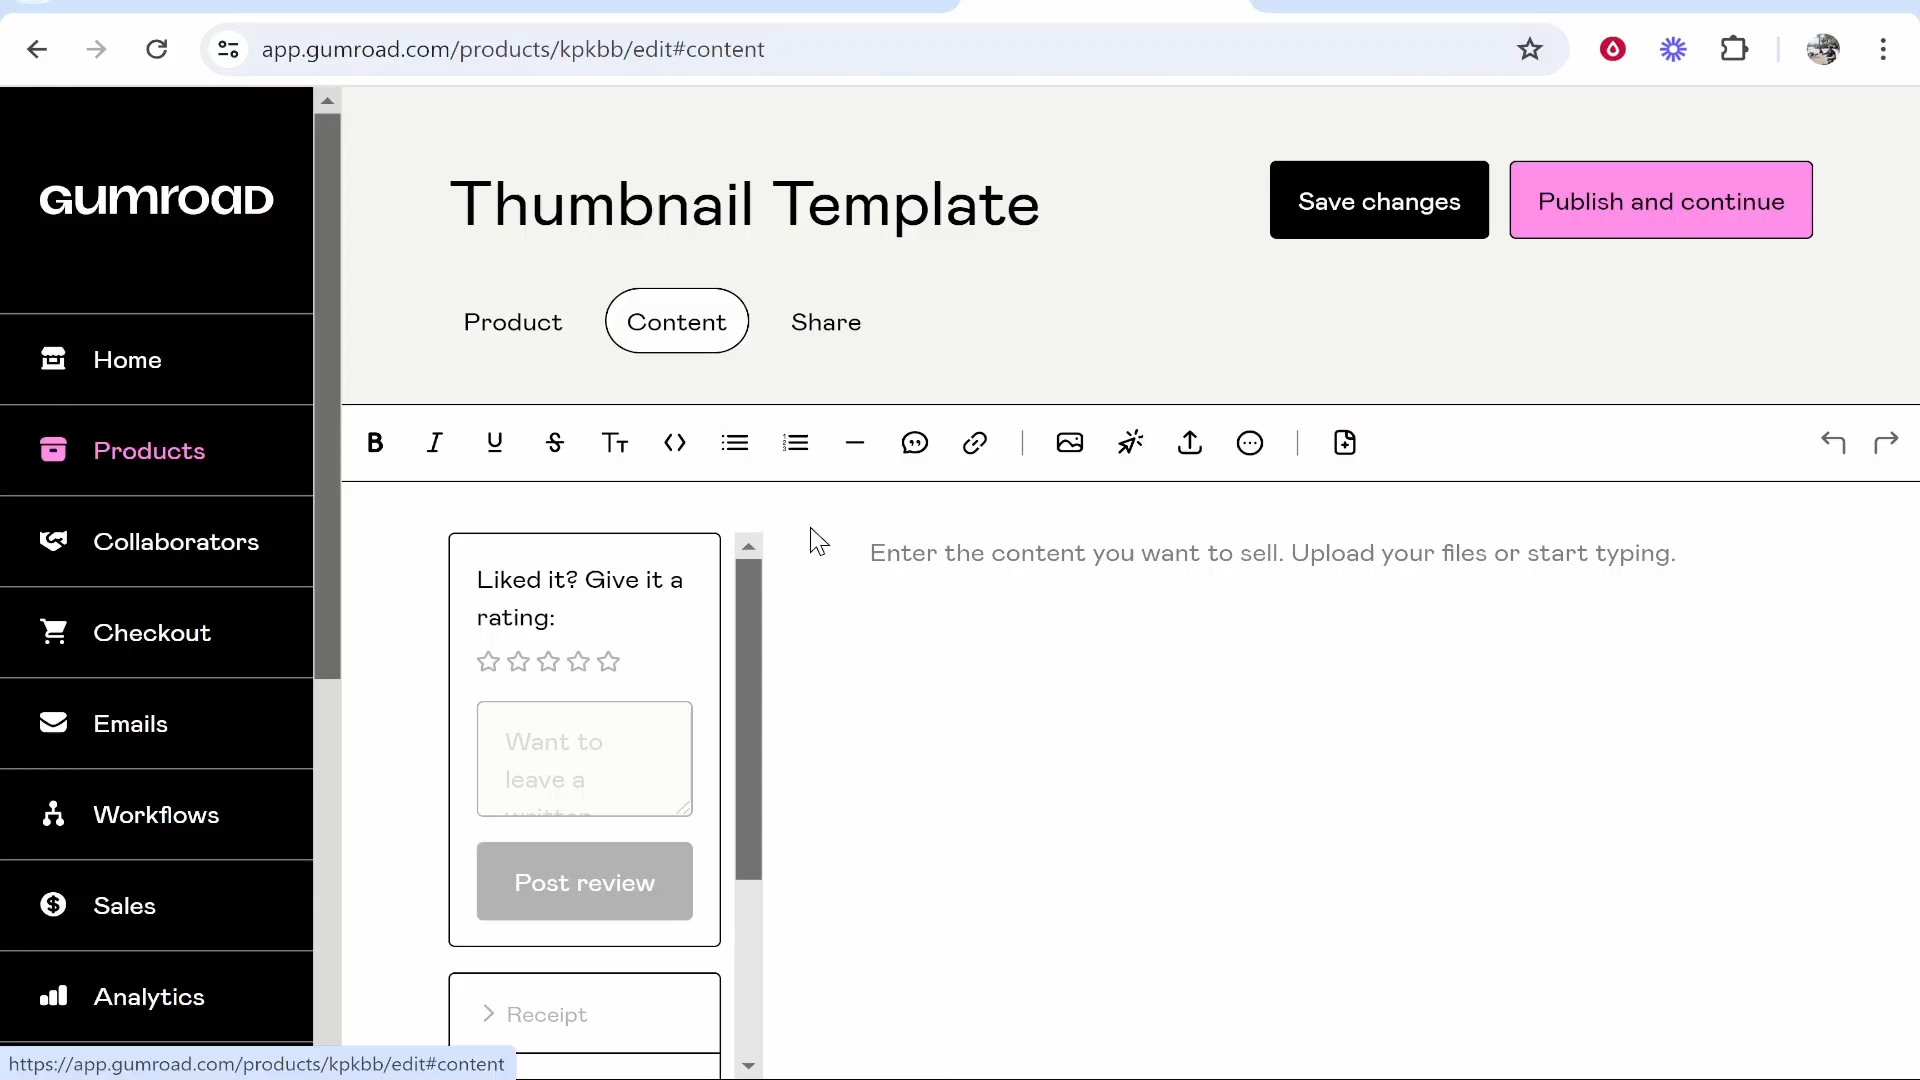 app.gumroad.com/products/kpkbb/edit#content
GUMROAD
Home
Products
Collaborators
Checkout
Emails
Workflows
Sales
Analytics
Thumbnail Template
Save changes
Publish and continue
Product
Content
Share
B I U S TT
Liked it? Give it a
rating:
Want to
leave a
written
Post review
Receipt
Enter the content you want to sell. Upload your files or start typing.
https://app.gumroad.com/products/kpkbb/edit#content